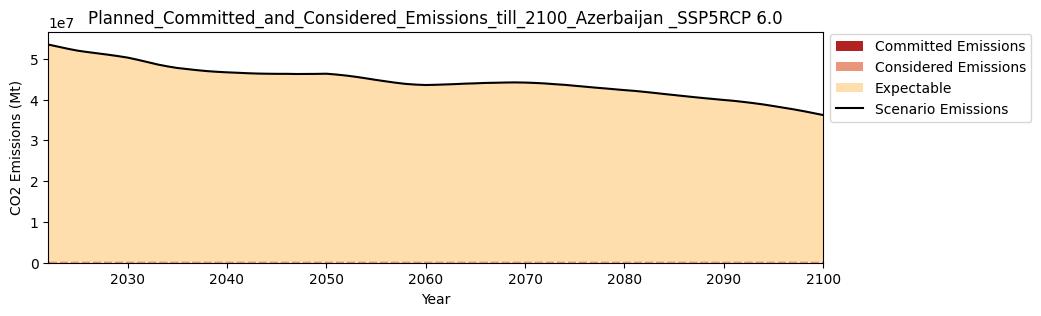 Planned_Committed_and_Considered_Emissions_till_2100_Azerbaijan _SSP5RCP 6.0
1e7
5
4
3
2
1
0
CO2 Emissions (Mt)
2030 2040 2050 2060 2070 2080 2090 2100
Year
Committed Emissions
Considered Emissions
Expectable
Scenario Emissions